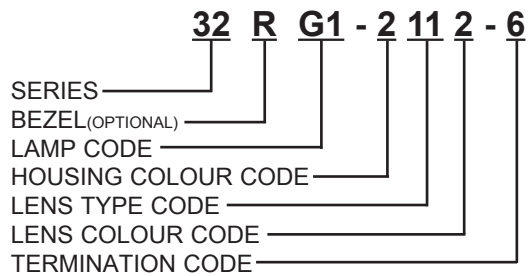 32 R G1 - 2 11 2 - 6
SERIES
BEZEL(OPTIONAL)
LAMP CODE
HOUSING COLOUR CODE
LENS TYPE CODE
LENS COLOUR CODE
TERMINATION CODE